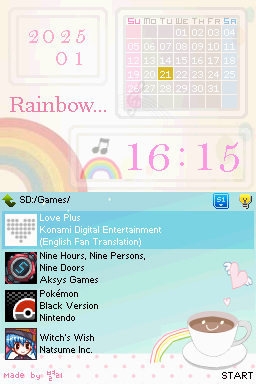 2025
01
SU MO TU WE TH FR SA
01 02 03 04
05 06 07 08 09 10 11
12 13 14 15 16 17 18
19 20 21 22 23 24 25
26 27 28 29 30 31
Rainbow...
16:15
SD:/Games/
Love Plus
Konami Digital Entertainment
(English Fan Translation)
Nine Hours, Nine Persons,
Nine Doors
Aksys Games
Pokémon
Black Version
Nintendo
Witch's Wish
Natsume Inc.
Made by: 별리
START